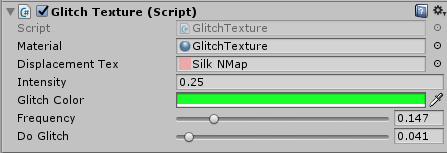 Glitch Texture (Script)
Script GlitchTexture
Material GlitchTexture
Displacement Tex Silk NMap
Intensity 0.25
Glitch Color
Frequency 0.147
Do Glitch 0.041